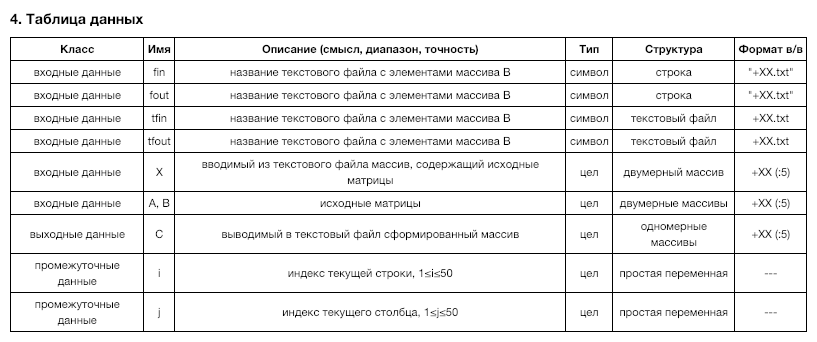 4. Таблица данных
Класс Имя Описание (смысл, диапазон, точность) Тип Структура Формат в/в
входные данные fin название текстового файла с элементами массива В символ строка "+XX.txt"
входные данные fout название текстового файла с элементами массива В символ строка "+XX.txt"
входные данные tfin название текстового файла с элементами массива В символ текстовый файл +XX.txt
входные данные tfout название текстового файла с элементами массива В символ текстовый файл +XX.txt
входные данные X вводимый из текстового файла массив, содержащий исходные
матрицы цел двумерный массив +XX (:5)
входные данные A, B исходные матрицы цел двумерные массивы +XX (:5)
выходные данные C выводимый в текстовый файл сформированный массив цел одномерные
массивы +XX (:5)
промежуточные
данные i индекс текущей строки, 1≤i≤50 цел простая переменная ---
промежуточные
данные j индекс текущего столбца, 1≤j≤50 цел простая переменная ---